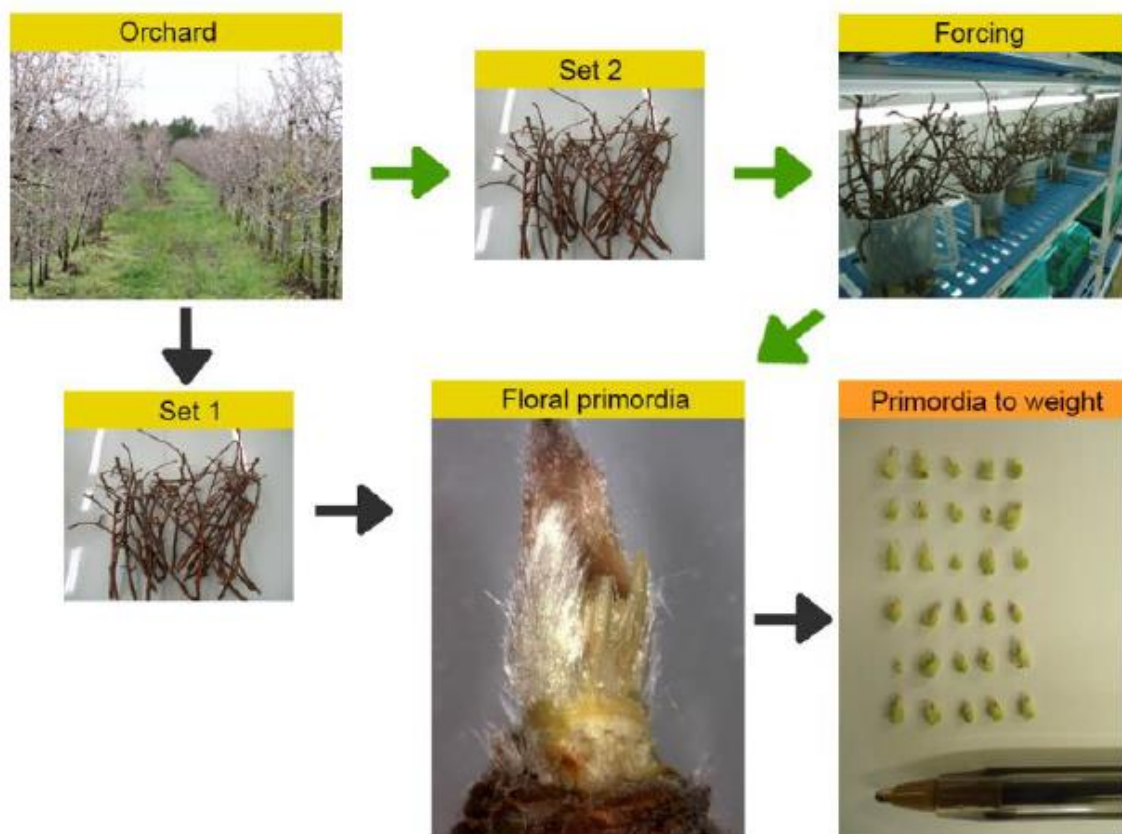 Orchard
Set 2
Forcing
Set 1
Floral primordia
Primordia to weight